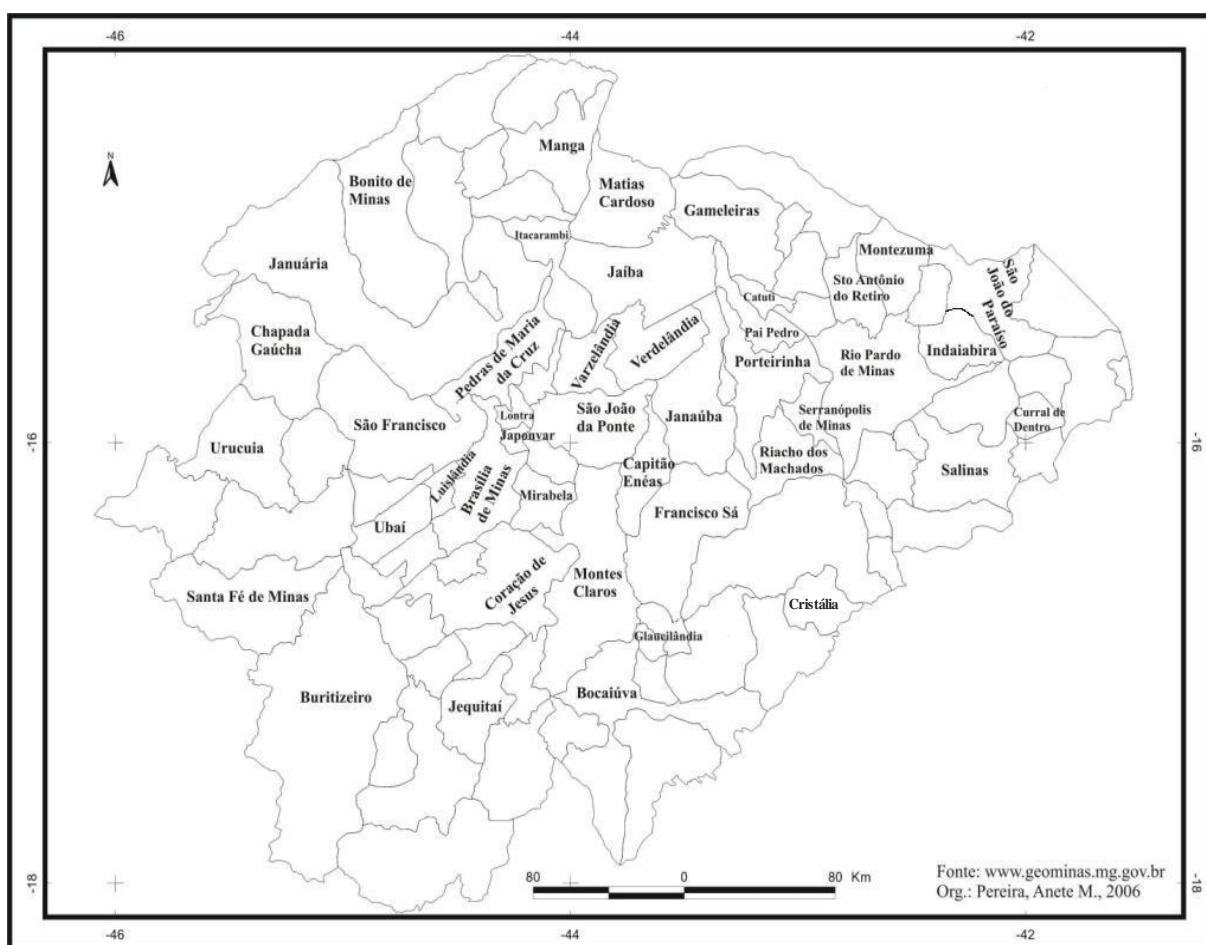 -46
-44
-42
N
Manga
Bonito de
Minas
Matias
Cardoso
Gameleiras
Itacarambi
Montezuma
Januária
Jaíba
São
João do
Paraíso
Sto Antônio
do Retiro
Catuti
Chapada
Gaúcha
Pedras de Maria
da Cruz
Varzelândia
Verdelândia
Pai Pedro
Porteirinha
Rio Pardo
de Minas
Indaiabira
São Francisco
Lontra
São João
da Ponte
Janaúba
Serranópolis
de Minas
Curral de
Dentro
-16
-16
Urucuia
Japonvar
Luislândia
Brasília
de Minas
Capitão
Enéas
Riacho dos
Machados
Salinas
Mirabela
Francisco Sá
Ubaí
Santa Fé de Minas
Coração de
Jesus
Montes
Claros
Cristália
Glaucilândia
Buritizeiro
Jequitaí
Bocaiúva
80
0
80 Km
Fonte: www.geominas.mg.gov.br
Org.: Pereira, Anete M., 2006
-18
-18
-46
-44
-42